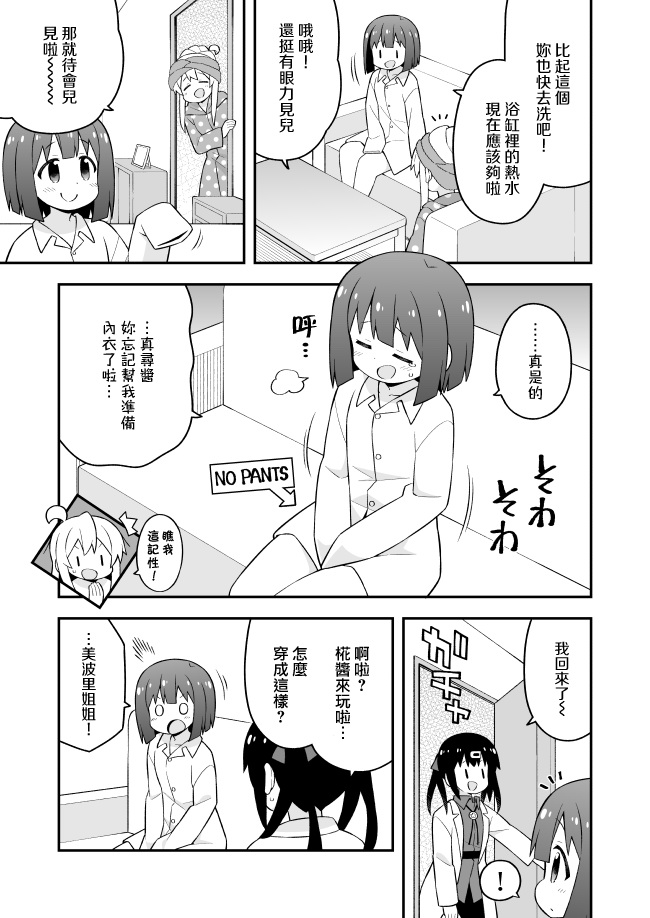 比起這個
妳也快去洗吧！
浴缸裡的熱水
現在應該夠啦
哦哦！
還挺有眼力見兒
那就待會兒
見啦～～～
……真是的
そわ
そわ
呼…
NO PANTS
…真尋醬
妳忘記幫我準備
內衣了啦…
瞧我
這記性！
我回來了～
ガチャ
！
啊啦？
椛醬來玩啦…
怎麼
穿成這樣？
…美波里姐姐！